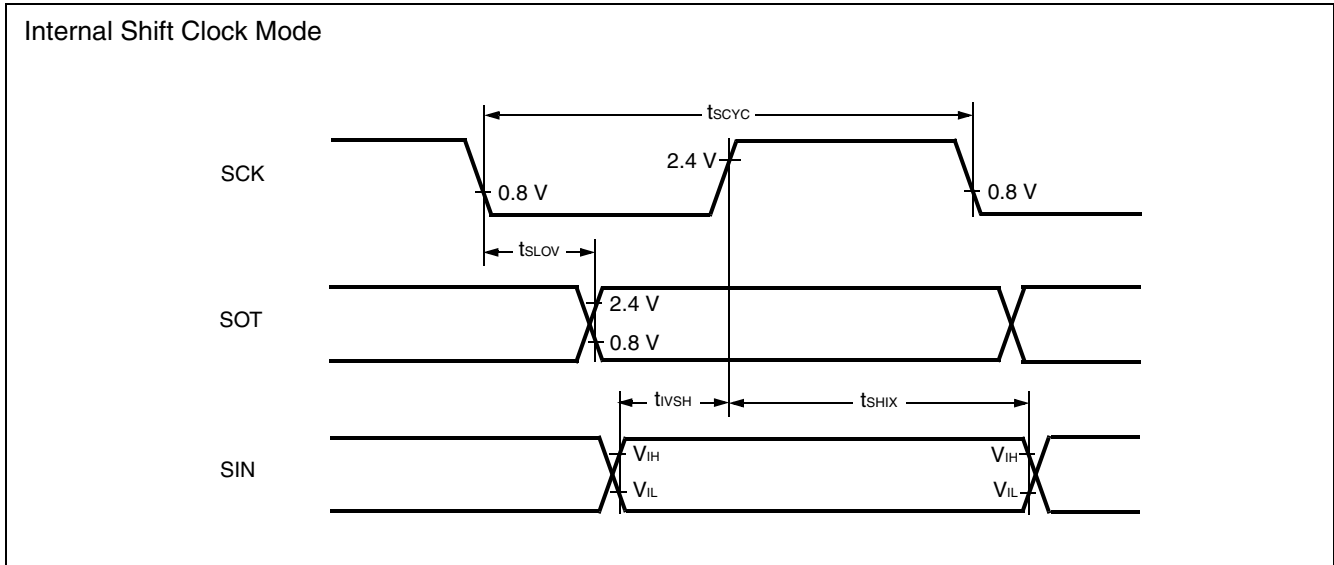 Internal Shift Clock Mode
tSCYC
SCK
2.4 V
0.8 V
0.8 V
tSLOV
SOT
2.4 V
0.8 V
tIVSH
tSHIX
SIN
VIH
VIH
VIL
VIL